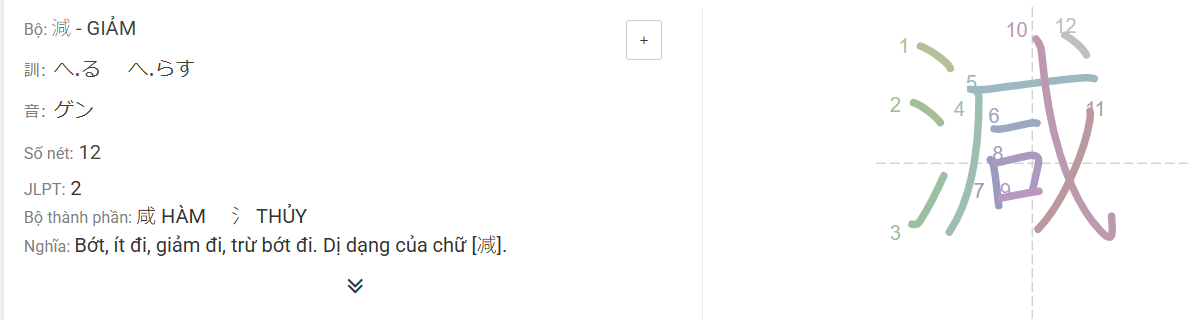 Bộ: 減 - GIẢM
+
訓: へ.る へ.らす
音: ゲン
Số nét: 12
JLPT: 2
Bộ thành phần: 咸 HÀM 氵 THỦY
Nghĩa: Bớt, ít đi, giảm đi, trừ bớt đi. Dị dạng của chữ [减].
減
1
2
3
4
5
6
7
8
9
10
11
12